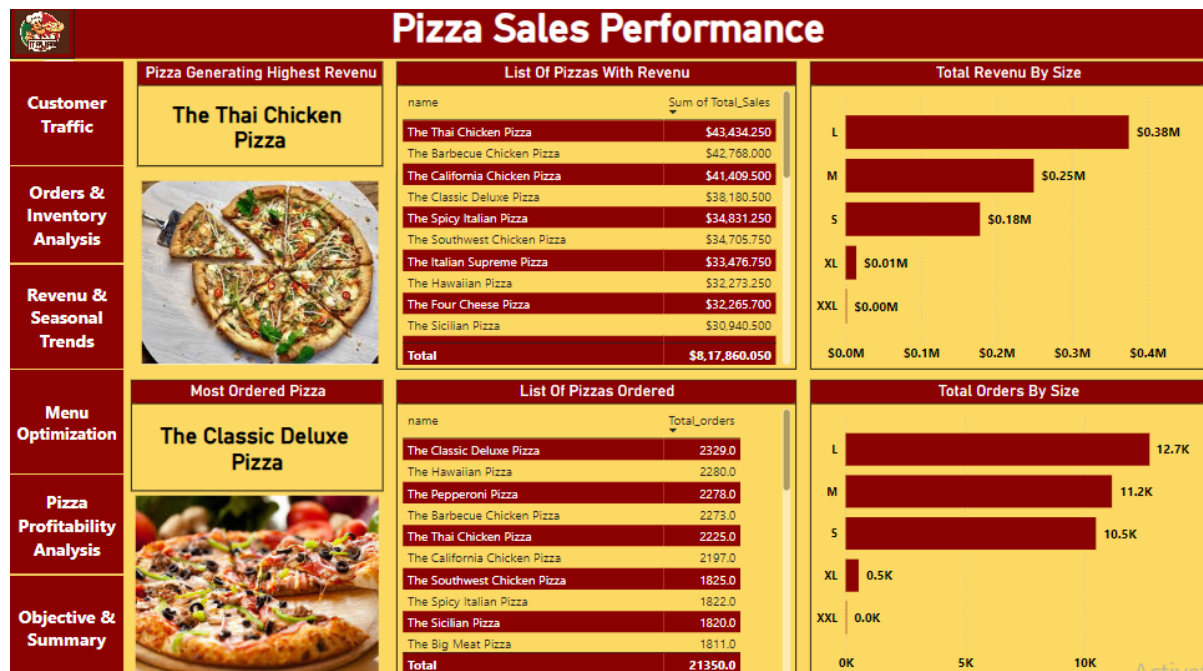 Pizza Sales Performance
Customer
Traffic
Orders &
Inventory
Analysis
Revenu &
Seasonal
Trends
Menu
Optimization
Pizza
Profitability
Analysis
Objective &
Summary
Pizza Generating Highest Revenu
The Thai Chicken
Pizza
List Of Pizzas With Revenu
name Sum of Total_Sales
The Thai Chicken Pizza $43,434.250
The Barbecue Chicken Pizza $42,768.000
The California Chicken Pizza $41,409.500
The Classic Deluxe Pizza $38,180.500
The Spicy Italian Pizza $34,831.250
The Southwest Chicken Pizza $34,705.750
The Italian Supreme Pizza $33,476.750
The Hawaiian Pizza $32,273.250
The Four Cheese Pizza $32,265.700
The Sicilian Pizza $30,940.500
Total $8,17,860.050
Total Revenu By Size
L $0.38M
M $0.25M
S $0.18M
XL $0.01M
XXL $0.00M
$0.0M $0.1M $0.2M $0.3M $0.4M
Most Ordered Pizza
The Classic Deluxe
Pizza
List Of Pizzas Ordered
name Total_orders
The Classic Deluxe Pizza 2329.0
The Hawaiian Pizza 2280.0
The Pepperoni Pizza 2278.0
The Barbecue Chicken Pizza 2273.0
The Thai Chicken Pizza 2225.0
The California Chicken Pizza 2197.0
The Southwest Chicken Pizza 1825.0
The Spicy Italian Pizza 1822.0
The Sicilian Pizza 1820.0
The Big Meat Pizza 1811.0
Total 21350.0
Total Orders By Size
L 12.7K
M 11.2K
S 10.5K
XL 0.5K
XXL 0.0K
0K 5K 10K